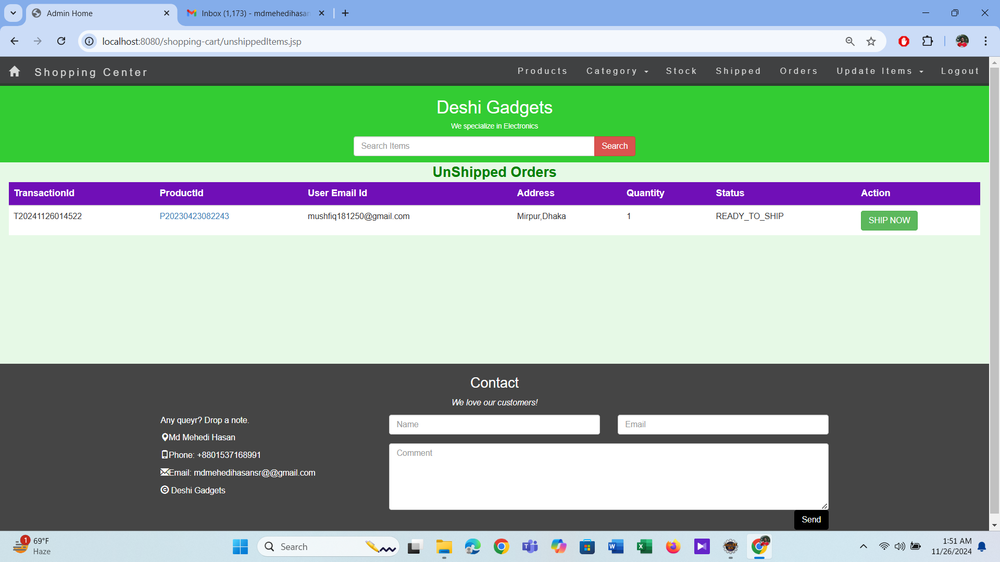 Admin Home
Inbox (1,173) - mdmehedihasan
localhost:8080/shopping-cart/unshippedItems.jsp
Shopping Center
Products Category Stock Shipped Orders Update Items Logout
Deshi Gadgets
We specialize in Electronics
Search Items Search
UnShipped Orders
TransactionId ProductId User Email Id Address Quantity Status Action
T20241126014522 P20230423082243 mushfiq181250@gmail.com Mirpur,Dhaka 1 READY_TO_SHIP SHIP NOW
Contact
We love our customers!
Any queyr? Drop a note.
Md Mehedi Hasan
Phone: +8801537168991
Email: mdmehedihasansr@@gmail.com
© Deshi Gadgets
Name Email
Comment
Send
1 69°F
Haze
Search
1:51 AM
11/26/2024